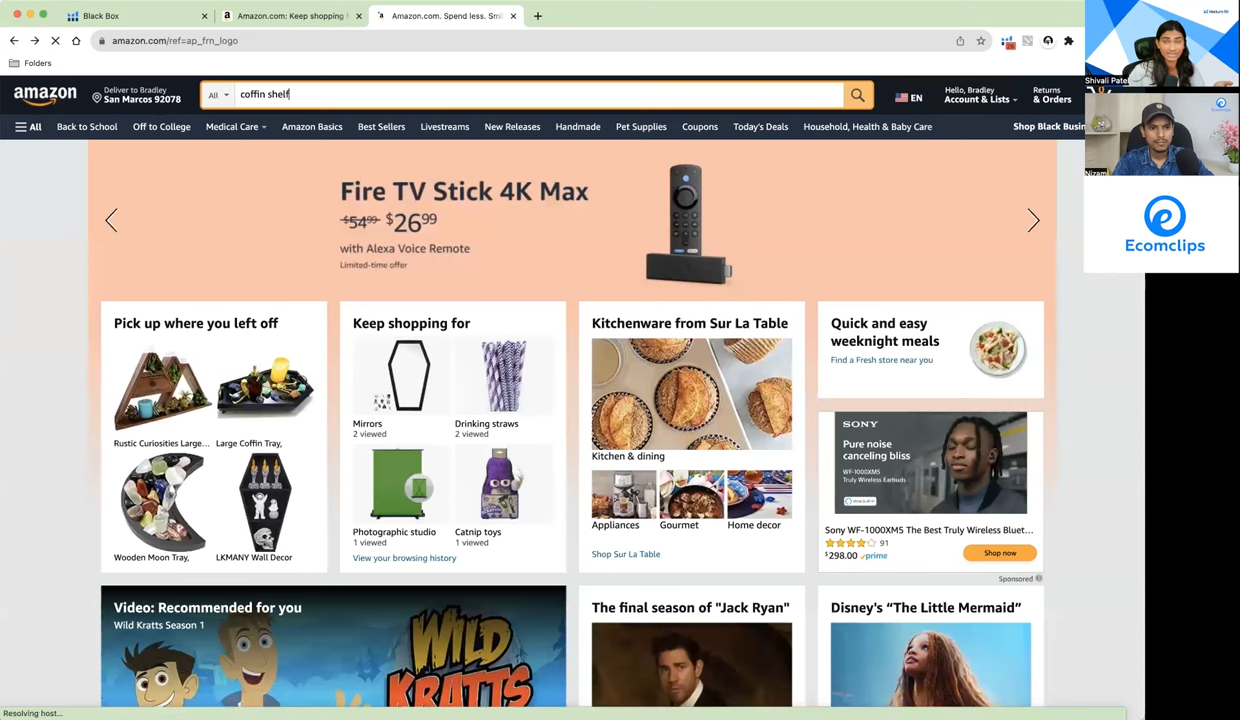 Black Box
Amazon.com: Keep shopping f
Amazon.com. Spend less. Smi
amazon.com/ref=ap_frn_logo
26
Folders
amazon
Deliver to Bradley
San Marcos 92078
All
coffin shelf
EN
Hello, Bradley
Account & Lists
Returns
& Orders
All
Back to School
Off to College
Medical Care
Amazon Basics
Best Sellers
Livestreams
New Releases
Handmade
Pet Supplies
Coupons
Today's Deals
Household, Health & Baby Care
Shop Black Busin
Shivali Patel
Nizam
Ecomclips
Fire TV Stick 4K Max
$54.99 $26.99
with Alexa Voice Remote
Limited-time offer
Pick up where you left off
Rustic Curiosities Large...
Large Coffin Tray,
Wooden Moon Tray,
LKMANY Wall Decor
Keep shopping for
Mirrors
2 viewed
Drinking straws
2 viewed
Photographic studio
1 viewed
Catnip toys
1 viewed
View your browsing history
Kitchenware from Sur La Table
Kitchen & dining
Appliances
Gourmet
Home decor
Shop Sur La Table
Quick and easy
weeknight meals
Find a Fresh store near you
SONY
Pure noise
canceling bliss
WF-1000XM5
Truly Wireless Earbuds
Sony WF-1000XM5 The Best Truly Wireless Bluet...
91
$298.00 prime
Shop now
Sponsored
Video: Recommended for you
Wild Kratts Season 1
WILD
KRATTS
The final season of "Jack Ryan"
Disney's "The Little Mermaid"
Resolving host...